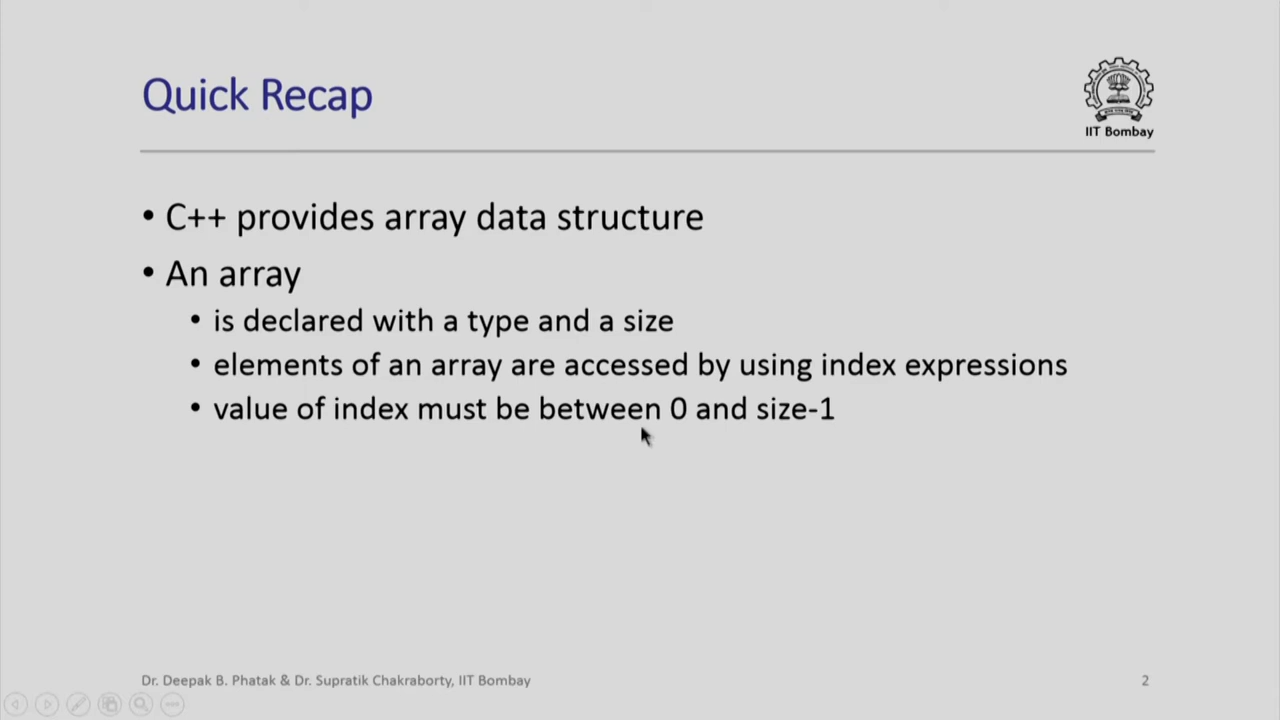 Quick Recap
IIT Bombay
• C++ provides array data structure
• An array
• is declared with a type and a size
• elements of an array are accessed by using index expressions
• value of index must be between 0 and size-1
Dr. Deepak B. Phatak & Dr. Supratik Chakraborty, IIT Bombay
2